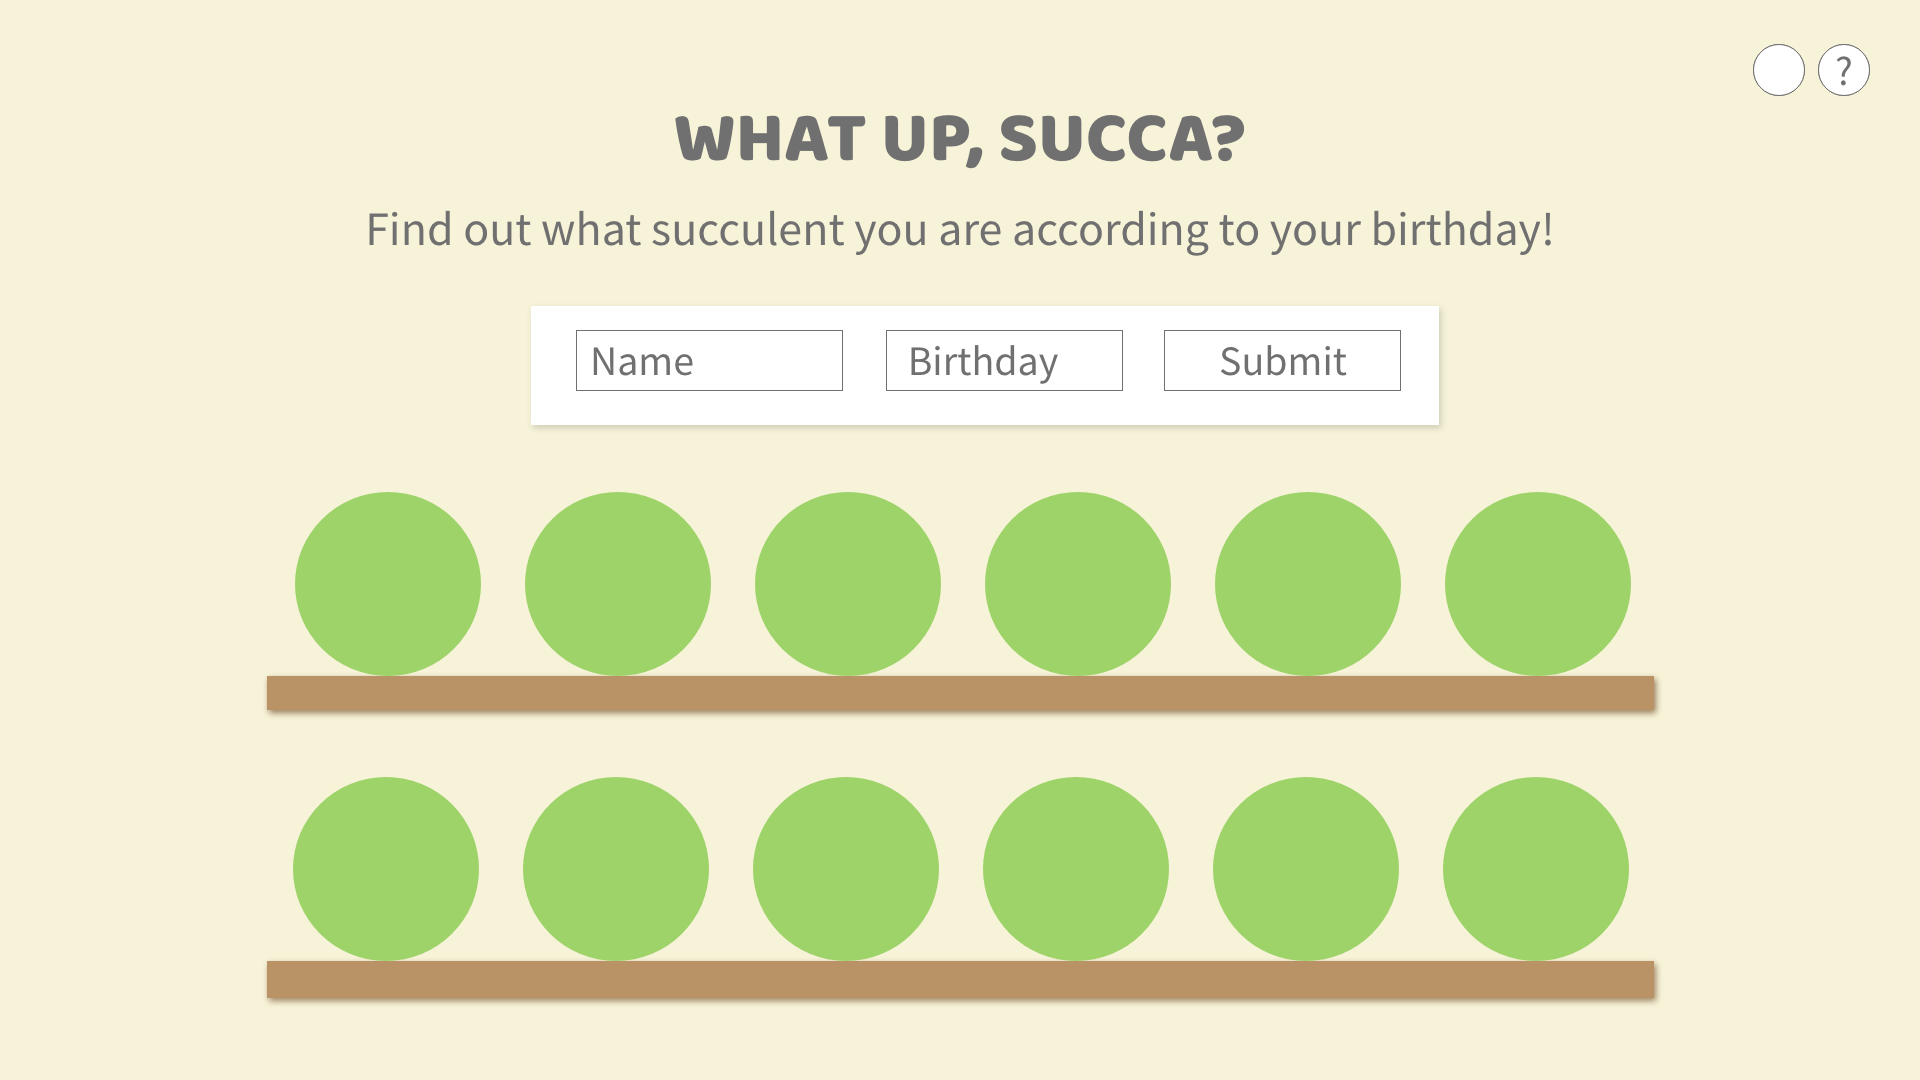 ?
WHAT UP, SUCCA?
Find out what succulent you are according to your birthday!
Name Birthday Submit